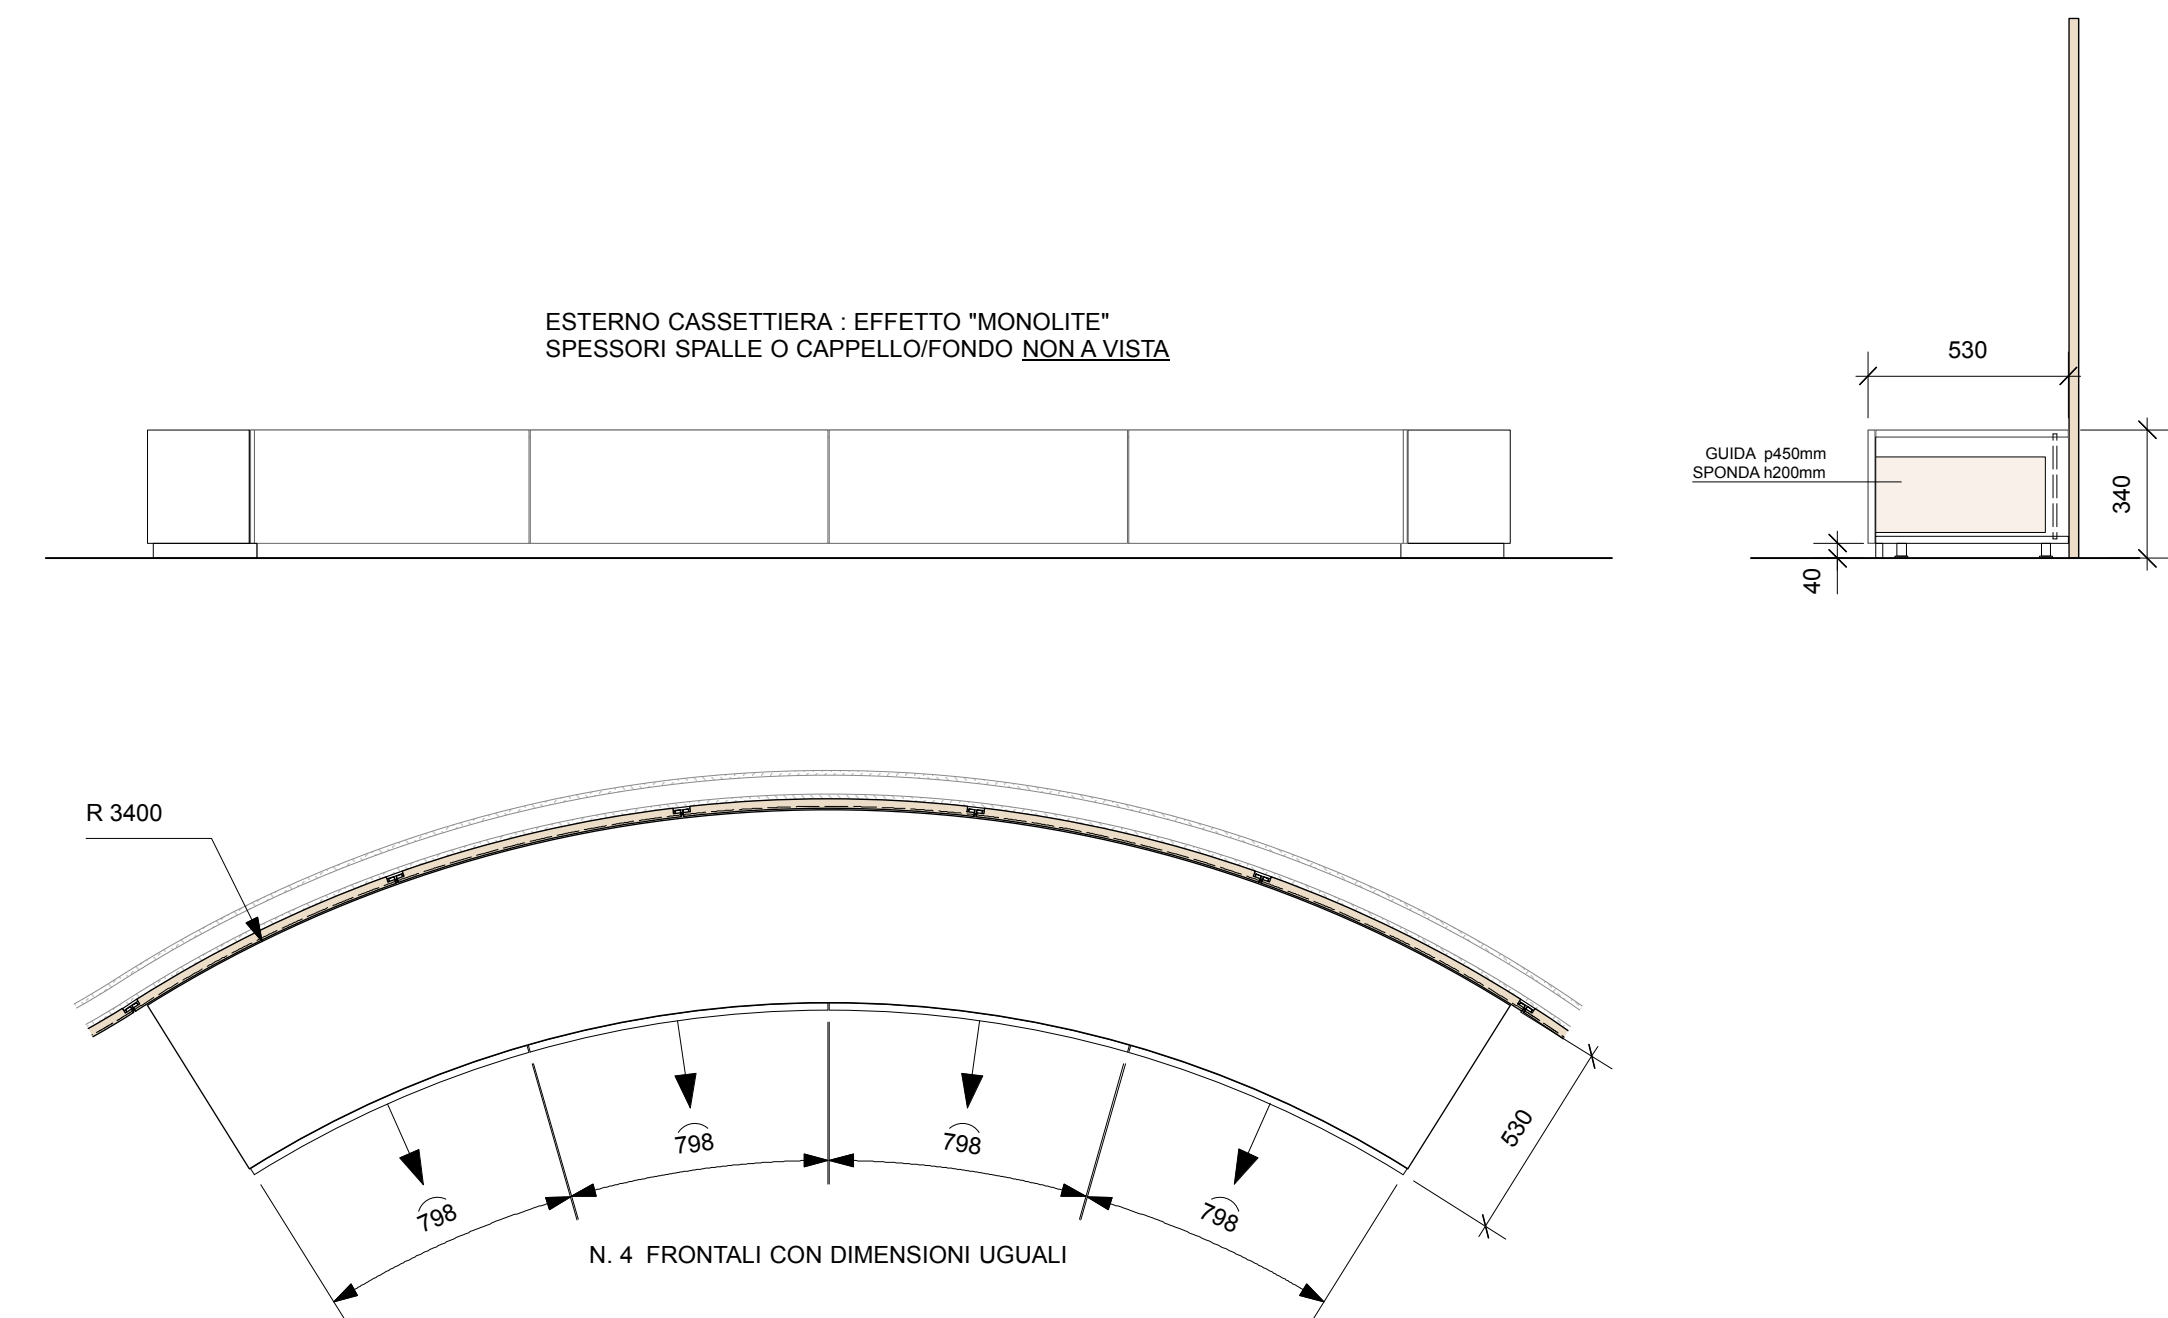 ESTERNO CASSETTIERA : EFFETTO "MONOLITE"
SPESSORI SPALLE O CAPPELLO/FONDO NON A VISTA
530
GUIDA p450mm
SPONDA h200mm
340
40
R 3400
798
798
798
798
530
N. 4 FRONTALI CON DIMENSIONI UGUALI